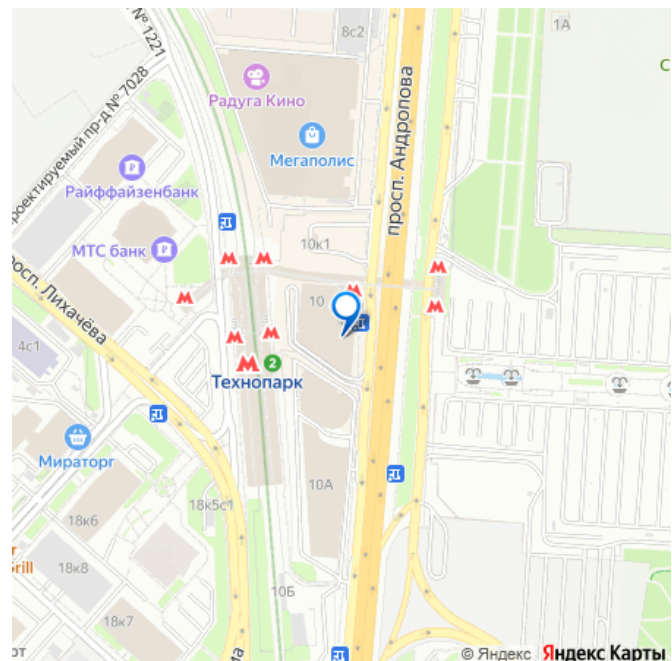 № 1221
8с2
1А
С
Радуга Кино
просп. Андропова
роектируемый пр-д № 7028
Мегаполис
Райффайзенбанк
10к1
МТС банк
просп. Лихачёва
10
4с1
2
Технопарк
Мираторг
10А
18к5с1
18к6
Grill
18к8
10Б
18к7
© Яндекс Яндекс Карты